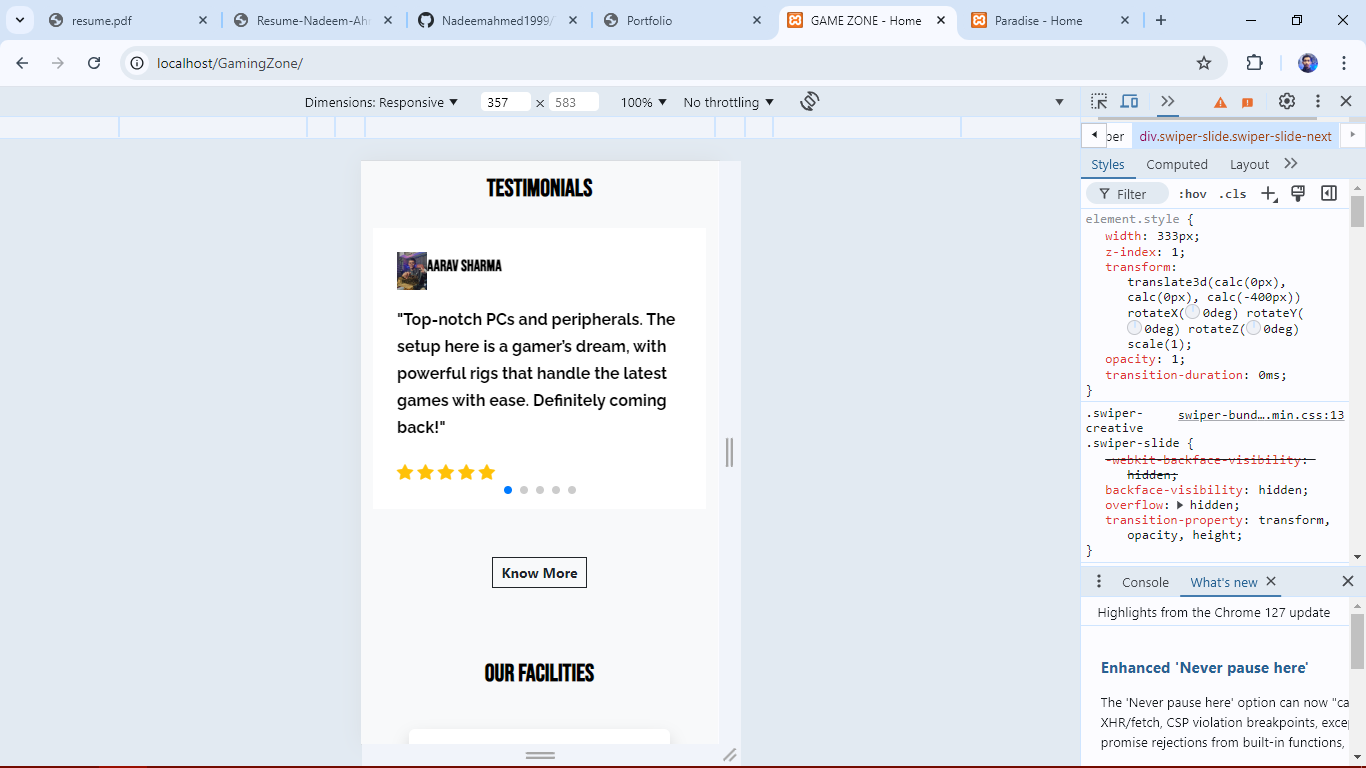 resume.pdf
Resume-Nadeem-Ah
Nadeemahmed1999/
Portfolio
GAME ZONE - Home
Paradise - Home
localhost/GamingZone/
Dimensions: Responsive
357 × 583
100%
No throttling
TESTIMONIALS
AARAV SHARMA
"Top-notch PCs and peripherals. The
setup here is a gamer's dream, with
powerful rigs that handle the latest
games with ease. Definitely coming
back!"
Know More
OUR FACILITIES
per div.swiper-slide.swiper-slide-next
Styles Computed Layout
Filter :hov .cls
element.style {
width: 333px;
z-index: 1;
transform:
translate3d(calc(0px),
calc(0px), calc(-400px))
rotateX(0deg) rotateY(
0deg) rotateZ(0deg)
scale(1);
opacity: 1;
transition-duration: 0ms;
}
.swiper- swiper-bund….min.css:13
creative
.swiper-slide {
-webkit-backface-visibility:
hidden;
backface-visibility: hidden;
overflow: hidden;
transition-property: transform,
opacity, height;
}
Console What's new
Highlights from the Chrome 127 update
Enhanced 'Never pause here'
The 'Never pause here' option can now "ca
XHR/fetch, CSP violation breakpoints, exce
promise rejections from built-in functions,